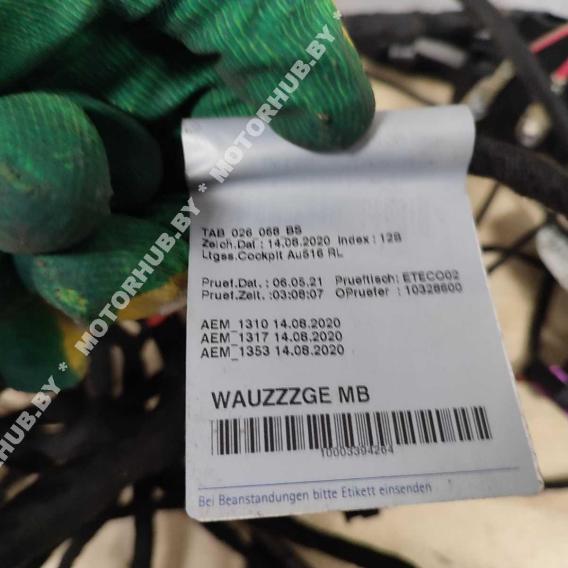 TAB 026 068 BS
Zeich.Dat : 14.08.2020 Index : 12B
Ltgss.Cockpit Au516 RL
Pruef.Dat. : 06.05.21 Prueftisch: ETECO02
Pruef.Zeit. :03:08:07 OPruefer : 10328600
AEM_1310 14.08.2020
AEM_1317 14.08.2020
AEM_1353 14.08.2020
WAUZZZGE MB
10003394264
Bei Beanstandungen bitte Etikett einsenden
MOTORHUB.BY * MOTORHUB.BY * MOTORHUB.BY